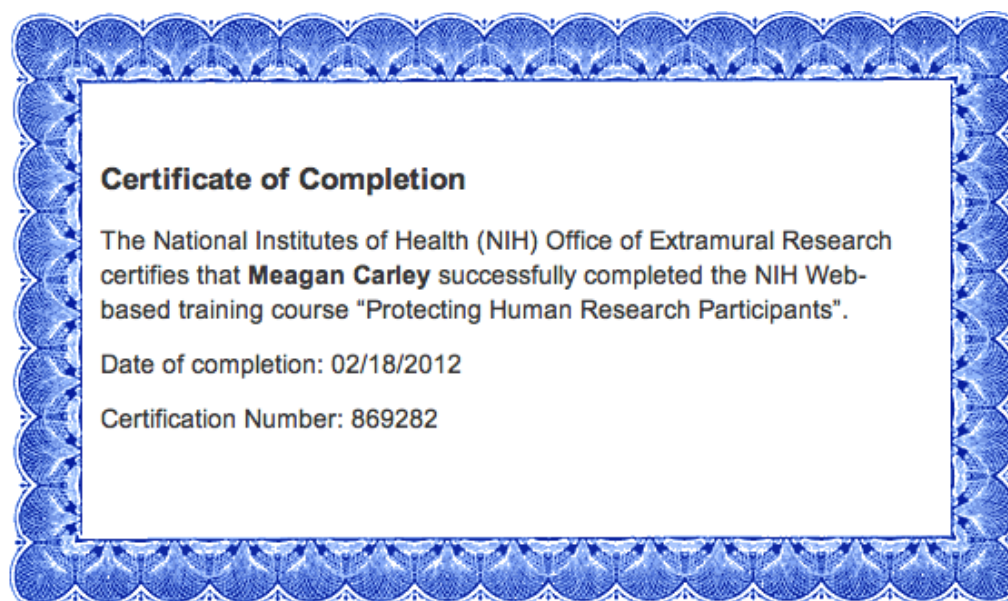 Certificate of Completion
The National Institutes of Health (NIH) Office of Extramural Research
certifies that Meagan Carley successfully completed the NIH Web-
based training course “Protecting Human Research Participants”.
Date of completion: 02/18/2012
Certification Number: 869282